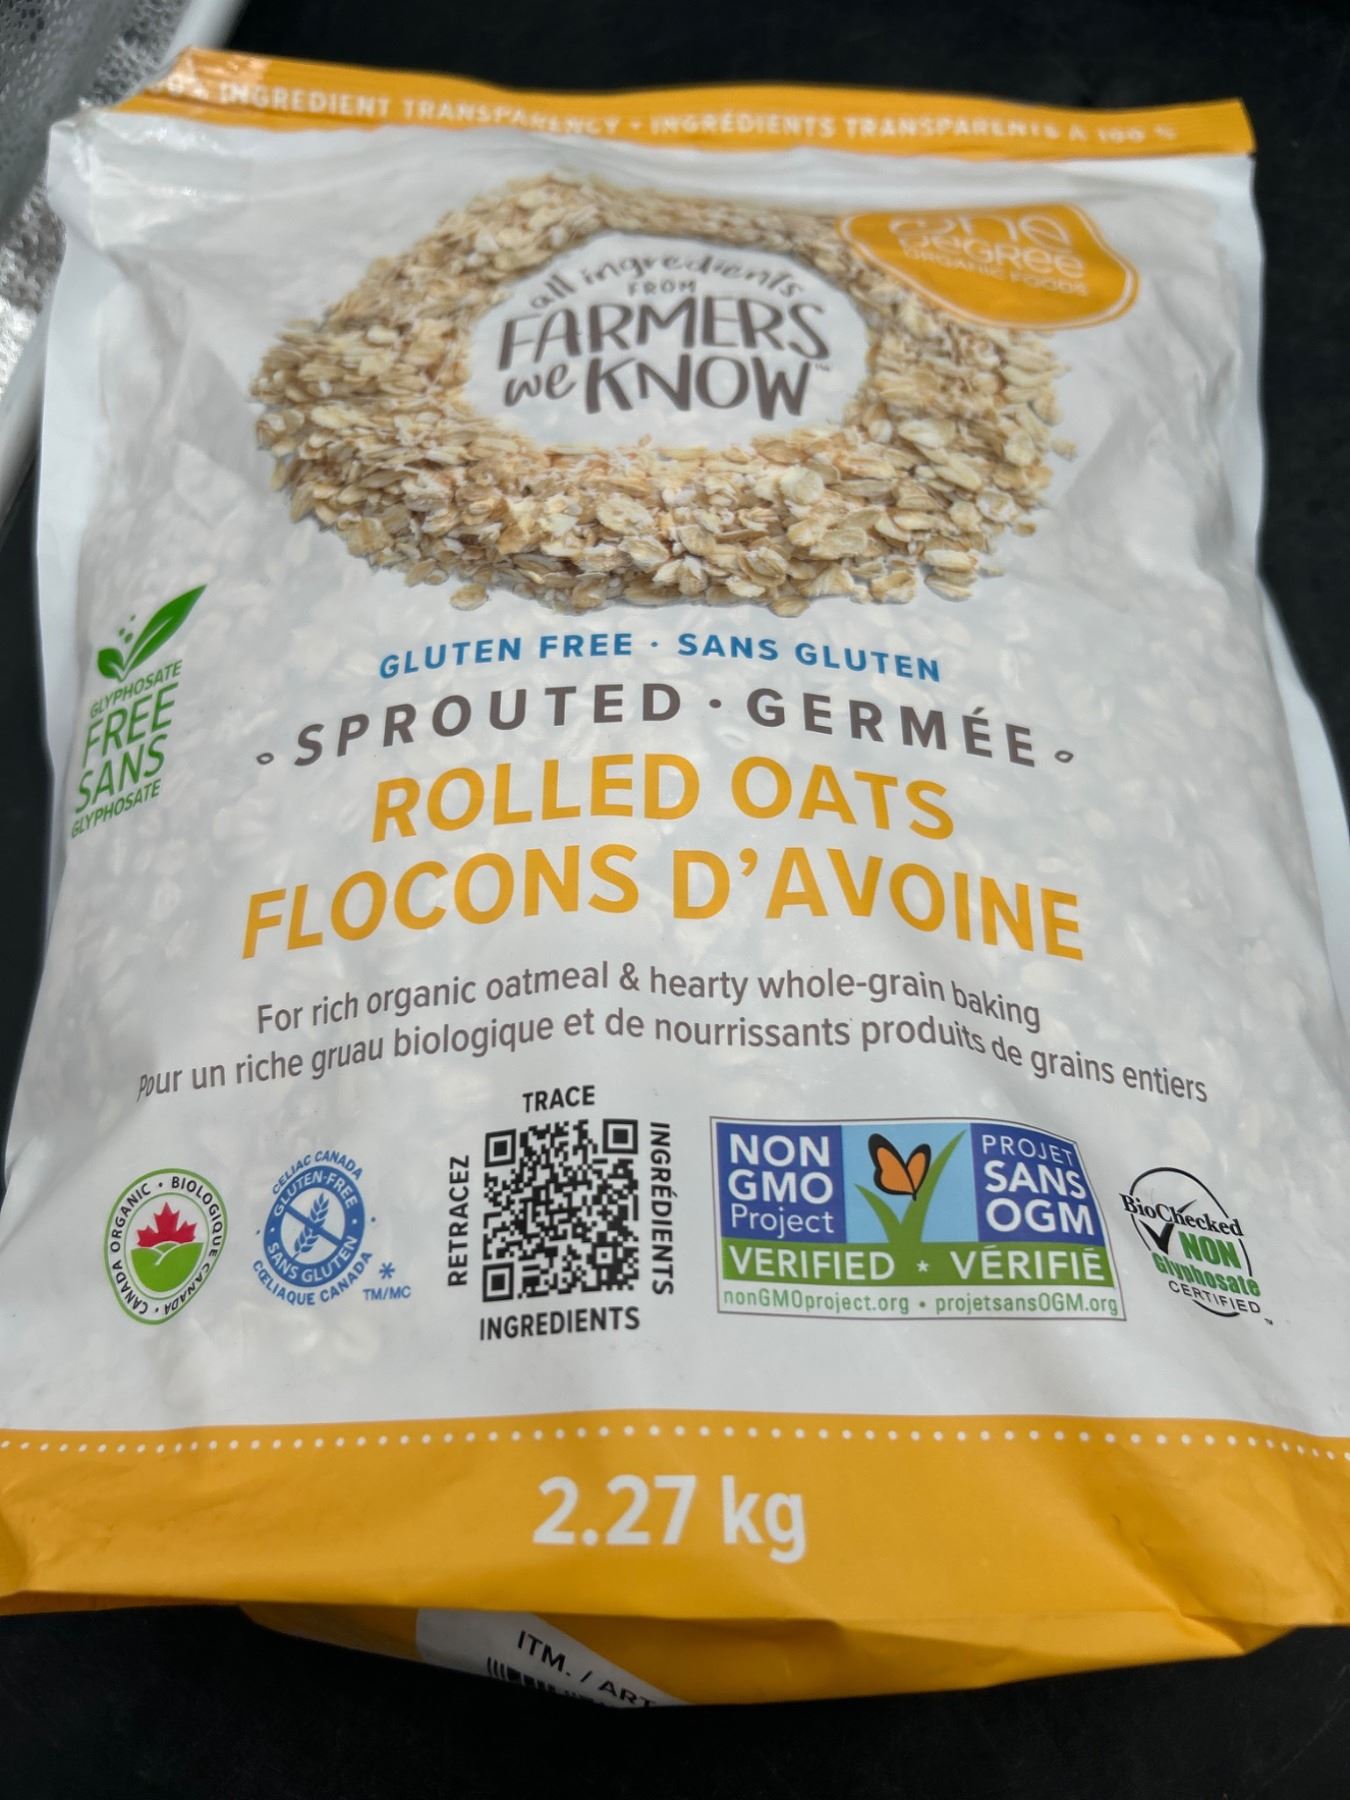 INGREDIENT TRANSPARENCY • INGRÉDIENTS TRANSPARENTS À 100 %
one
DEGREE
ORGANIC FOODS
all ingredients
FROM
FARMERS
we KNOW™
GLYPHOSATE
FREE
SANS
GLYPHOSATE
GLUTEN FREE · SANS GLUTEN
SPROUTED · GERMÉE
ROLLED OATS
FLOCONS D'AVOINE
For rich organic oatmeal & hearty whole-grain baking
Pour un riche gruau biologique et de nourrissants produits de grains entiers
CANADA ORGANIC • BIOLOGIQUE CANADA
CELIAC CANADA
GLUTEN-FREE
SANS GLUTEN
CŒLIAQUE CANADA
*
TM/MC
TRACE
RETRACEZ
INGRÉDIENTS
INGREDIENTS
NON
GMO
Project
PROJET
SANS
OGM
VERIFIED * VÉRIFIÉ
nonGMOproject.org • projetsansOGM.org
BioChecked
NON
Glyphosate
CERTIFIED
™
2.27 kg
ITM. / ART